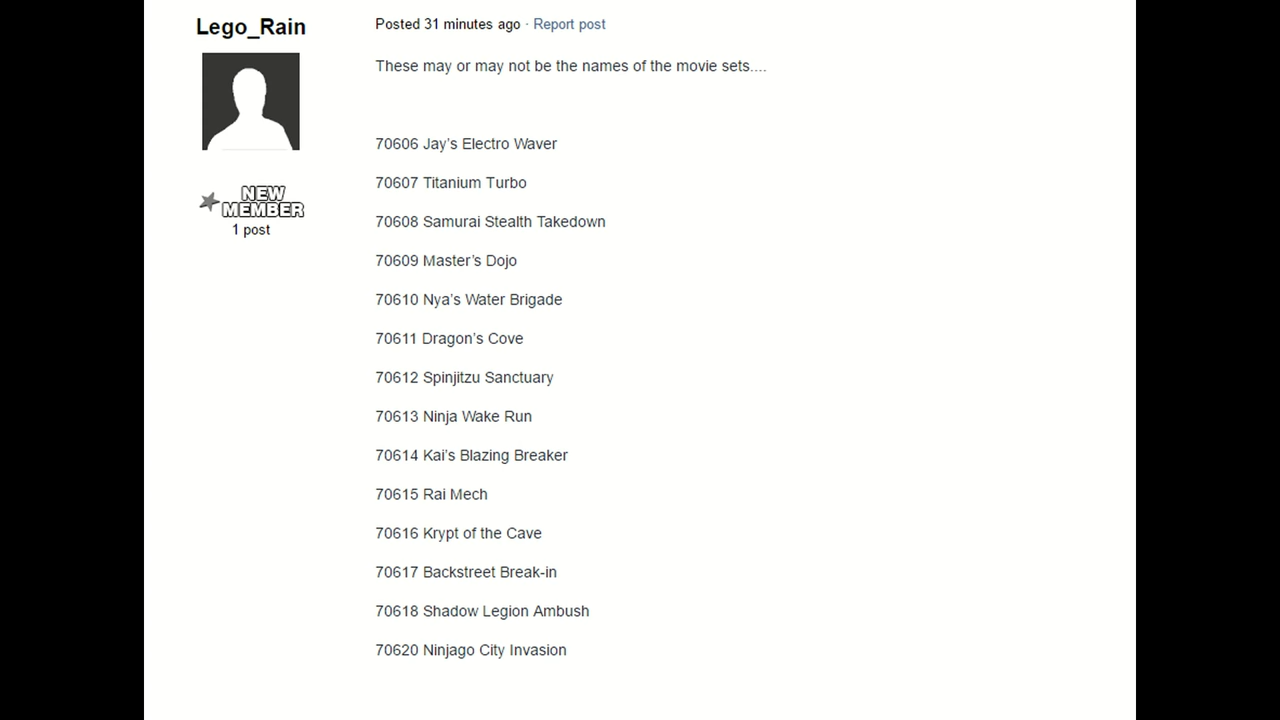 Lego_Rain
Posted 31 minutes ago · Report post
These may or may not be the names of the movie sets....
NEW
MEMBER
1 post
70606 Jay’s Electro Waver
70607 Titanium Turbo
70608 Samurai Stealth Takedown
70609 Master’s Dojo
70610 Nya’s Water Brigade
70611 Dragon’s Cove
70612 Spinjitzu Sanctuary
70613 Ninja Wake Run
70614 Kai’s Blazing Breaker
70615 Rai Mech
70616 Krypt of the Cave
70617 Backstreet Break-in
70618 Shadow Legion Ambush
70620 Ninjago City Invasion